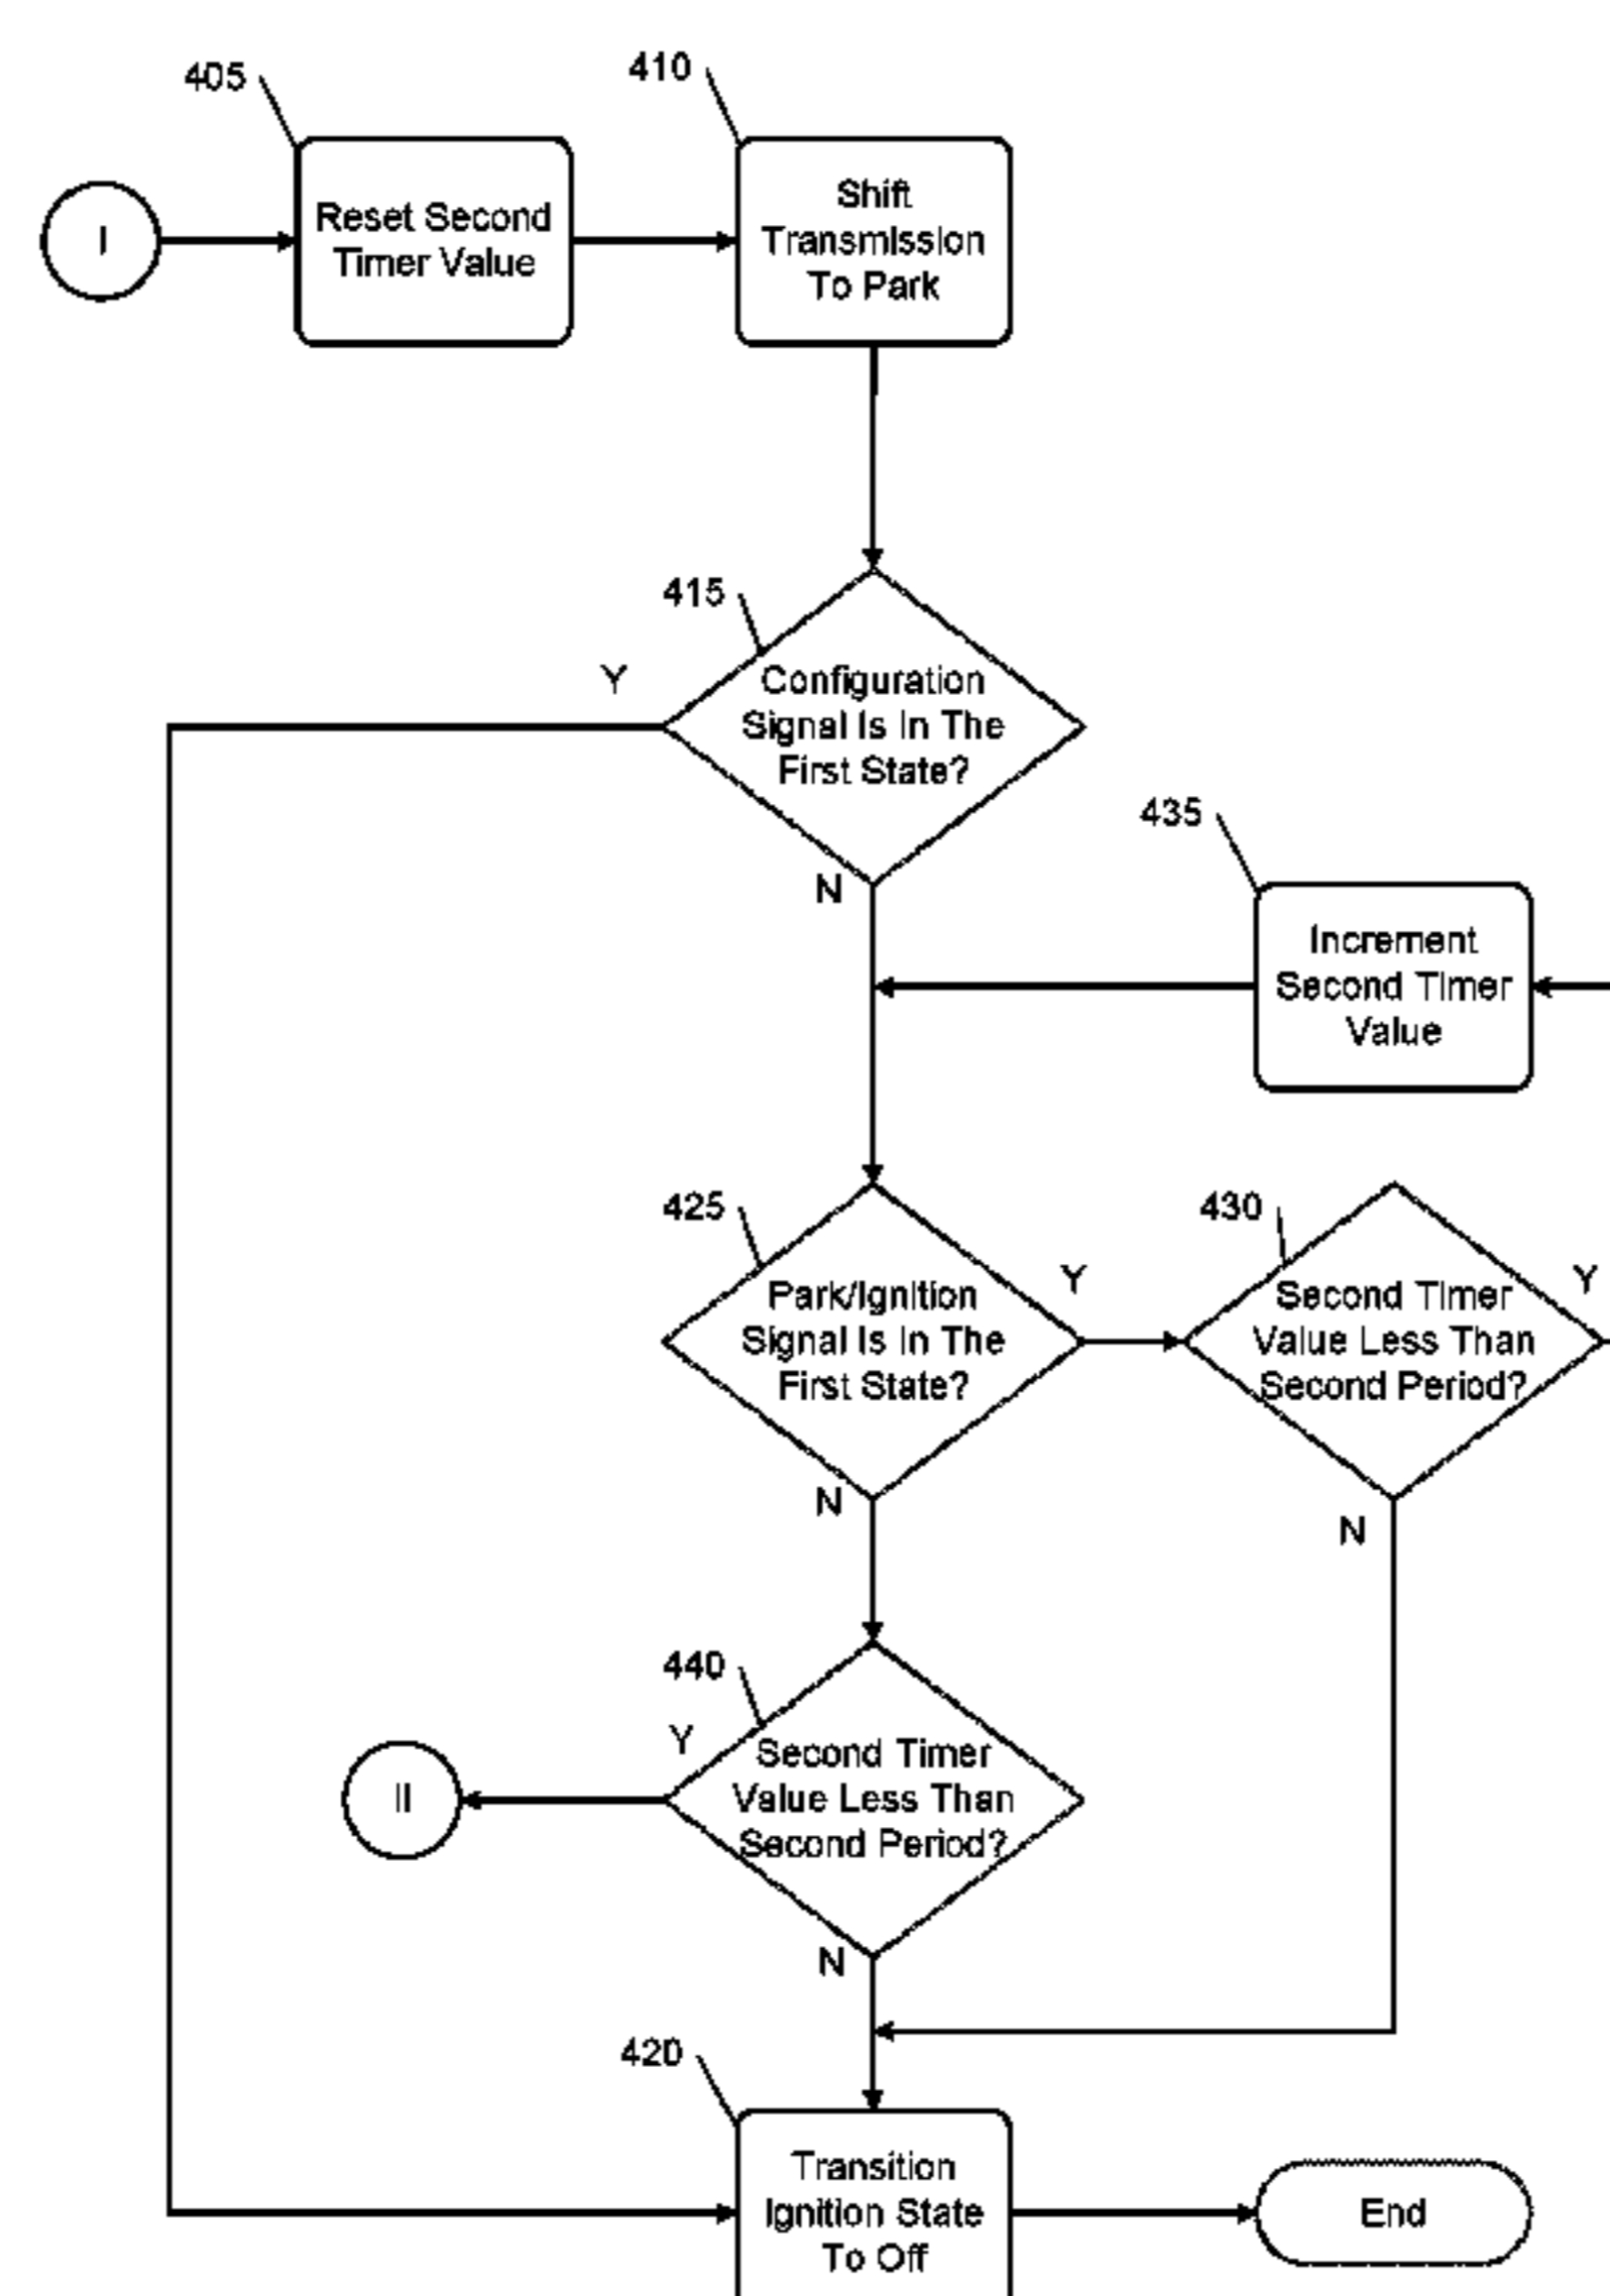 405
410
I
Reset Second
Timer Value
Shift
Transmission
To Park
415
Y
Configuration
Signal Is In The
First State?
N
435
Increment
Second Timer
Value
425
430
Park/Ignition
Signal Is In The
First State?
Y
Second Timer
Value Less Than
Second Period?
Y
N
N
440
Y
Second Timer
Value Less Than
Second Period?
II
N
420
Transition
Ignition State
To Off
End